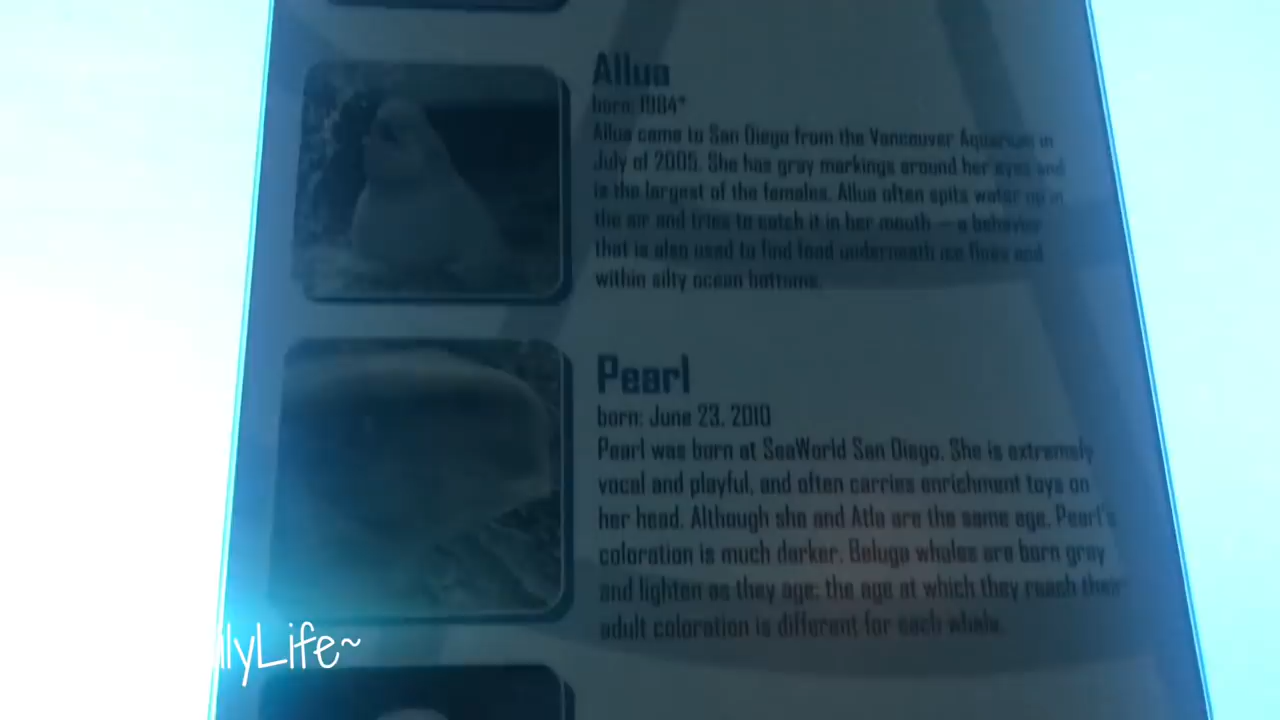 Allua
born: 1984*
Allua came to San Diego from the Vancouver Aquarium in
July of 2005. She has gray markings around her eyes and
is the largest of the females. Allua often spits water up in
the air and tries to catch it in her mouth — a behavior
that is also used to find food underneath ice floes and
within silty ocean bottoms.
Pearl
born: June 23, 2010
Pearl was born at SeaWorld San Diego. She is extremely
vocal and playful, and often carries enrichment toys on
her head. Although she and Atla are the same age, Pearl's
coloration is much darker. Beluga whales are born gray
and lighten as they age; the age at which they reach their
adult coloration is different for each whale.
ilyLife~